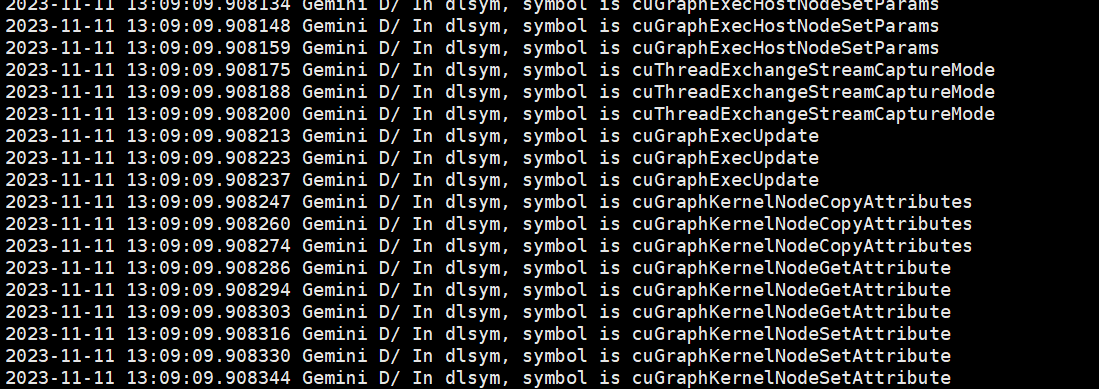 2023-11-11 13:09:09.908134 Gemini D/ In dlsym, symbol is cuGraphExecHostNodeSetParams
2023-11-11 13:09:09.908148 Gemini D/ In dlsym, symbol is cuGraphExecHostNodeSetParams
2023-11-11 13:09:09.908159 Gemini D/ In dlsym, symbol is cuGraphExecHostNodeSetParams
2023-11-11 13:09:09.908175 Gemini D/ In dlsym, symbol is cuThreadExchangeStreamCaptureMode
2023-11-11 13:09:09.908188 Gemini D/ In dlsym, symbol is cuThreadExchangeStreamCaptureMode
2023-11-11 13:09:09.908200 Gemini D/ In dlsym, symbol is cuThreadExchangeStreamCaptureMode
2023-11-11 13:09:09.908213 Gemini D/ In dlsym, symbol is cuGraphExecUpdate
2023-11-11 13:09:09.908223 Gemini D/ In dlsym, symbol is cuGraphExecUpdate
2023-11-11 13:09:09.908237 Gemini D/ In dlsym, symbol is cuGraphExecUpdate
2023-11-11 13:09:09.908247 Gemini D/ In dlsym, symbol is cuGraphKernelNodeCopyAttributes
2023-11-11 13:09:09.908260 Gemini D/ In dlsym, symbol is cuGraphKernelNodeCopyAttributes
2023-11-11 13:09:09.908274 Gemini D/ In dlsym, symbol is cuGraphKernelNodeCopyAttributes
2023-11-11 13:09:09.908286 Gemini D/ In dlsym, symbol is cuGraphKernelNodeGetAttribute
2023-11-11 13:09:09.908294 Gemini D/ In dlsym, symbol is cuGraphKernelNodeGetAttribute
2023-11-11 13:09:09.908303 Gemini D/ In dlsym, symbol is cuGraphKernelNodeGetAttribute
2023-11-11 13:09:09.908316 Gemini D/ In dlsym, symbol is cuGraphKernelNodeSetAttribute
2023-11-11 13:09:09.908330 Gemini D/ In dlsym, symbol is cuGraphKernelNodeSetAttribute
2023-11-11 13:09:09.908344 Gemini D/ In dlsym, symbol is cuGraphKernelNodeSetAttribute